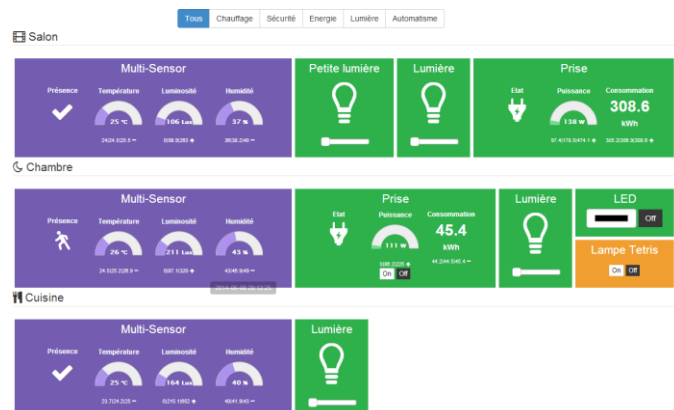 Tous Chauffage Sécurité Energie Lumière Automatisme
Salon
Multi-Sensor
Présence Température Luminosité Humidité
25 °C 106 Lux 37 %
Petite lumière
Lumière
Prise
Etat Puissance Consommation
138 w 308.6
kWh
Chambre
Multi-Sensor
Présence Température Luminosité Humidité
26 °C 211 Lux 43 %
Prise
Etat Puissance Consommation
111 w 45.4
kWh
On Off
Lumière
LED
Off
Lampe Tetris
On Off
Cuisine
Multi-Sensor
Présence Température Luminosité Humidité
25 °C 164 Lux 40 %
Lumière